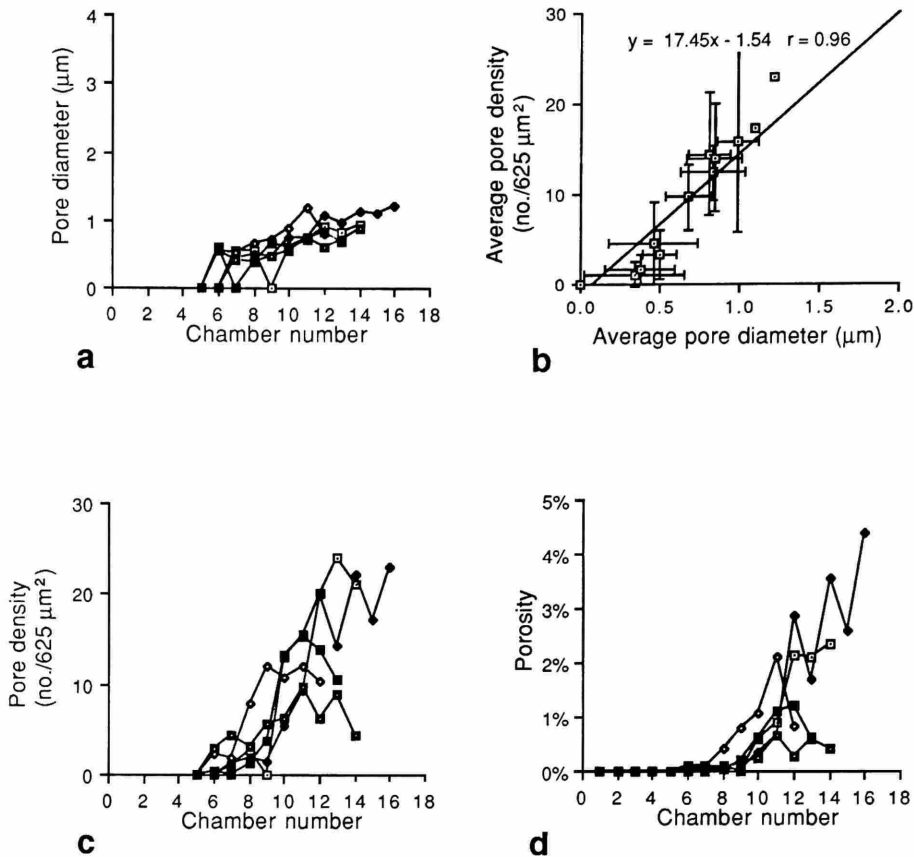 4
3
2
1
0
Pore diameter (μm)
0 2 4 6 8 10 12 14 16 18
Chamber number
a
y = 17.45x - 1.54 r = 0.96
30
20
10
0
Average pore density
(no./625 μm²)
0.0 0.5 1.0 1.5 2.0
Average pore diameter (μm)
b
30
20
10
0
Pore density
(no./625 μm²)
0 2 4 6 8 10 12 14 16 18
Chamber number
c
5%
4%
3%
2%
1%
0%
Porosity
0 2 4 6 8 10 12 14 16 18
Chamber number
d